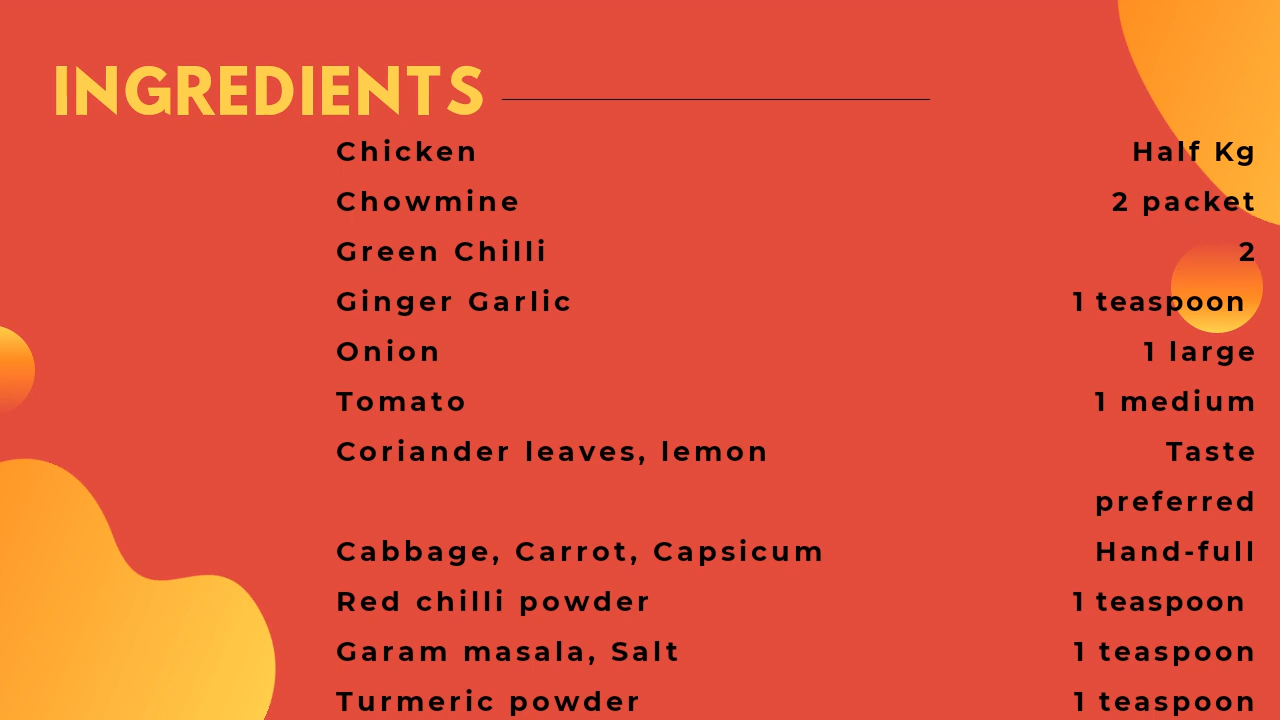 INGREDIENTS
Chicken Half Kg
Chowmine 2 packet
Green Chilli 2
Ginger Garlic 1 teaspoon
Onion 1 large
Tomato 1 medium
Coriander leaves, lemon Taste
preferred
Cabbage, Carrot, Capsicum Hand-full
Red chilli powder 1 teaspoon
Garam masala, Salt 1 teaspoon
Turmeric powder 1 teaspoon